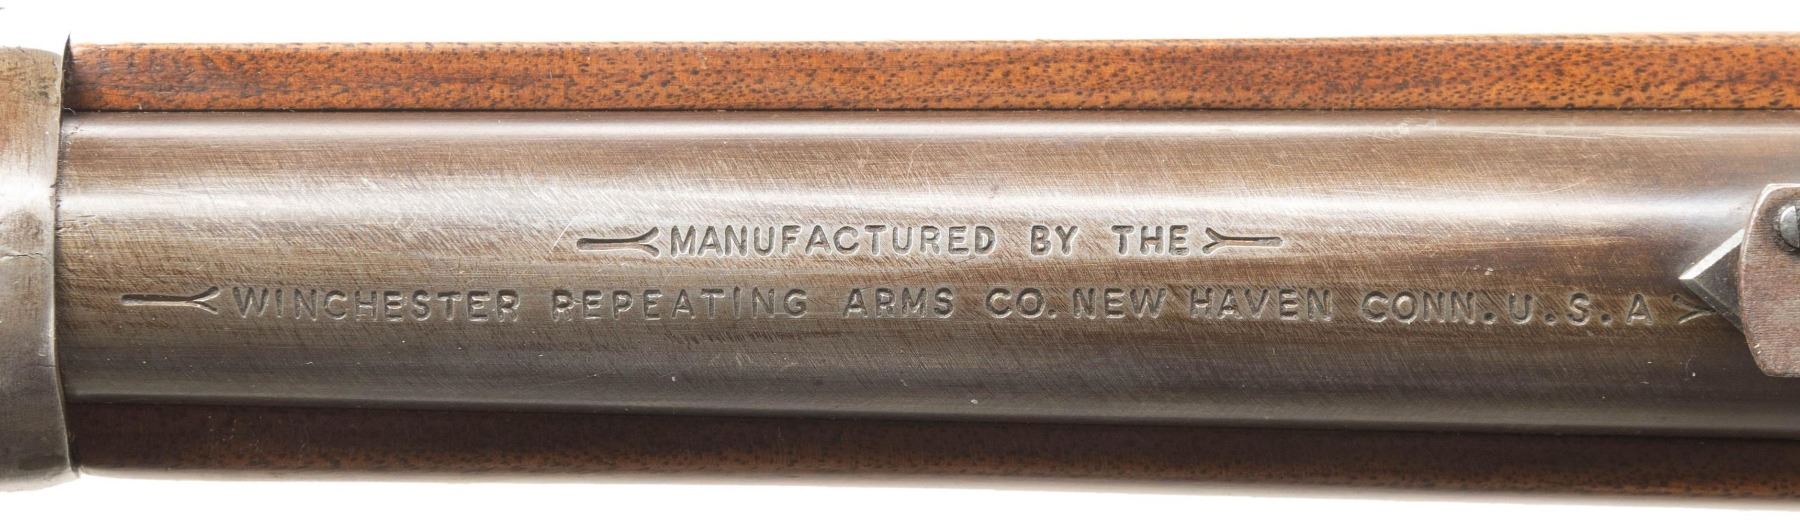 MANUFACTURED BY THE
WINCHESTER REPEATING ARMS CO. NEW HAVEN CONN. U.S.A